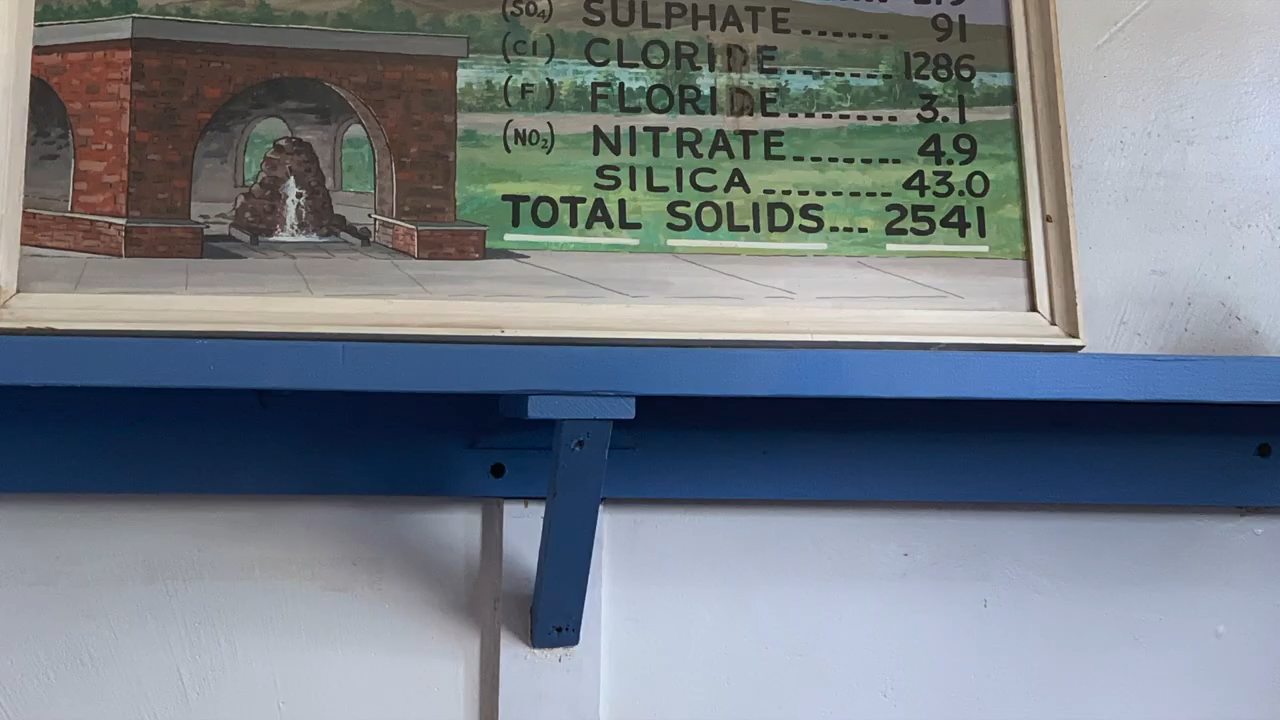 (SO₄) SULPHATE...... 91
(Cl) CLORIDE........ 1286
(F) FLORIDE........ 3.1
(NO₂) NITRATE....... 4.9
SILICA........ 43.0
TOTAL SOLIDS... 2541